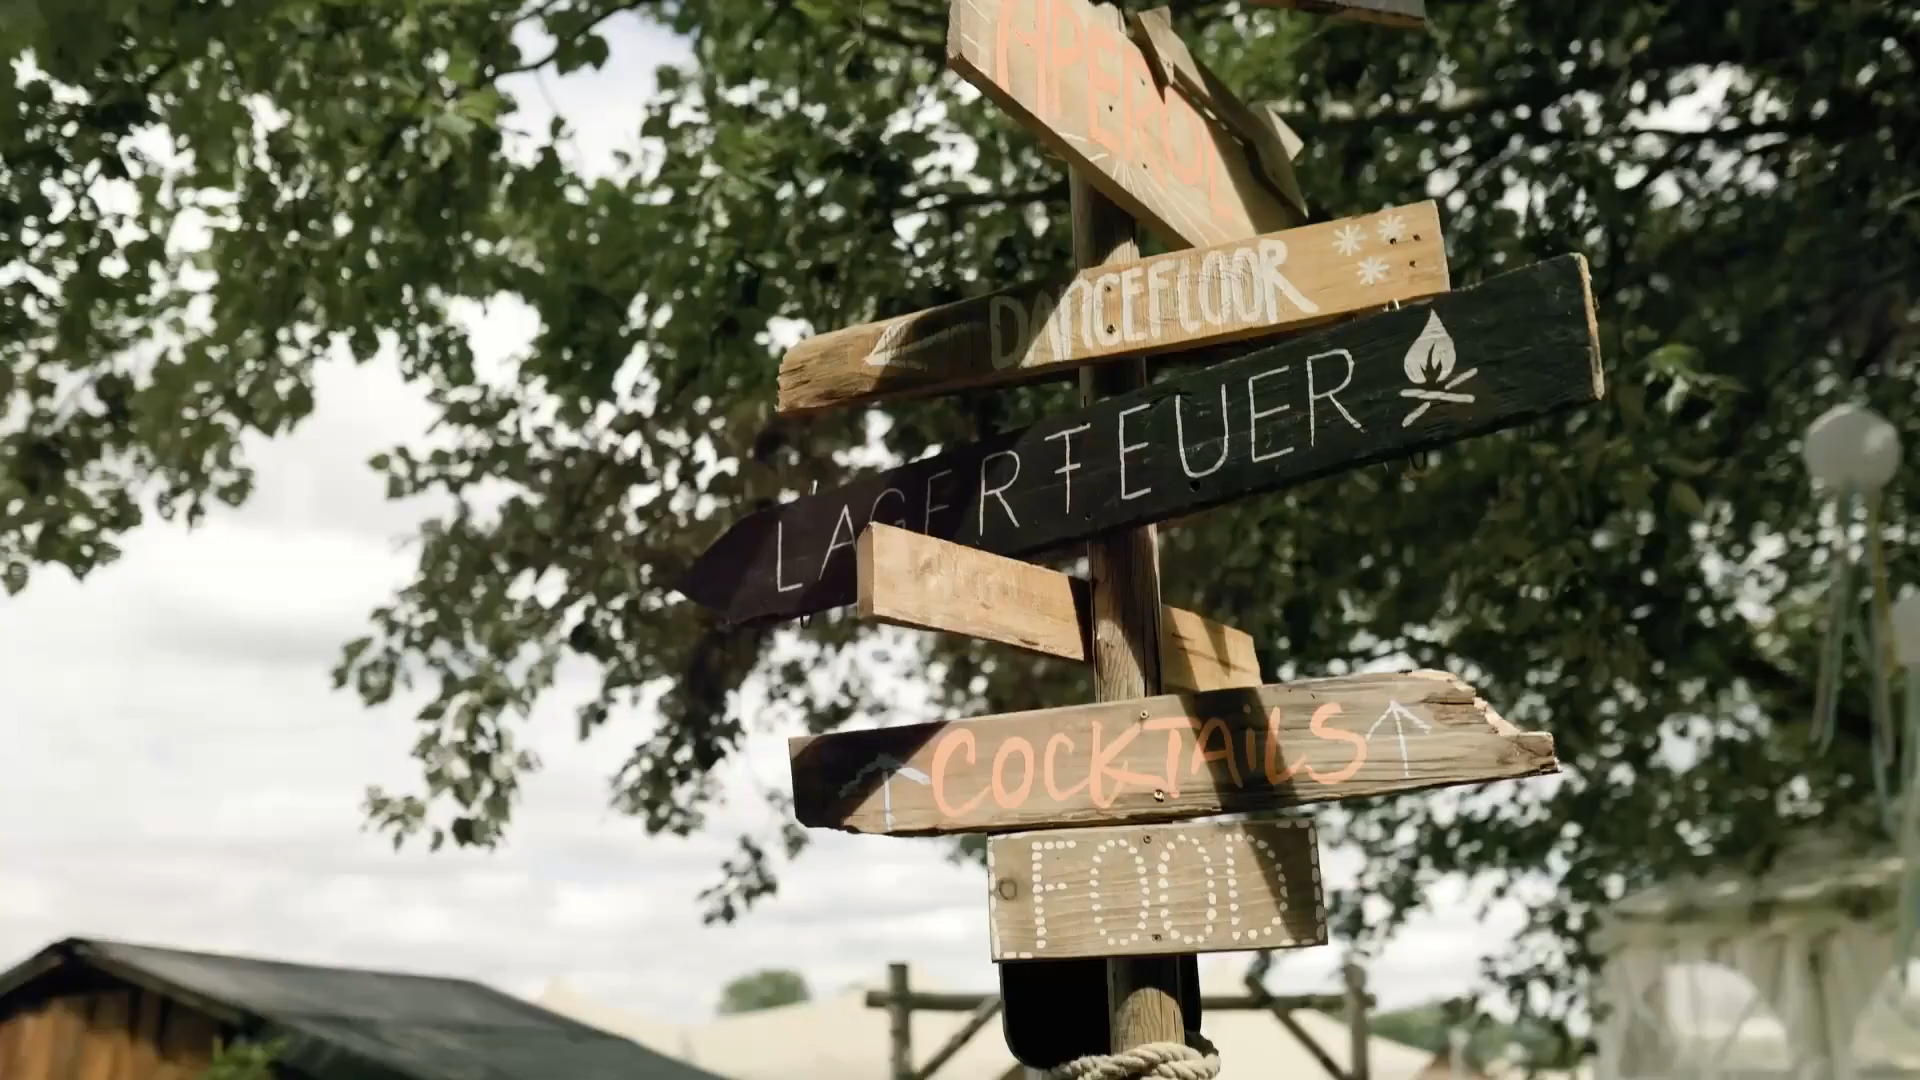 APEROL
DANCEFLOOR
LAGERFEUER
COCKTAiLS
FOOD